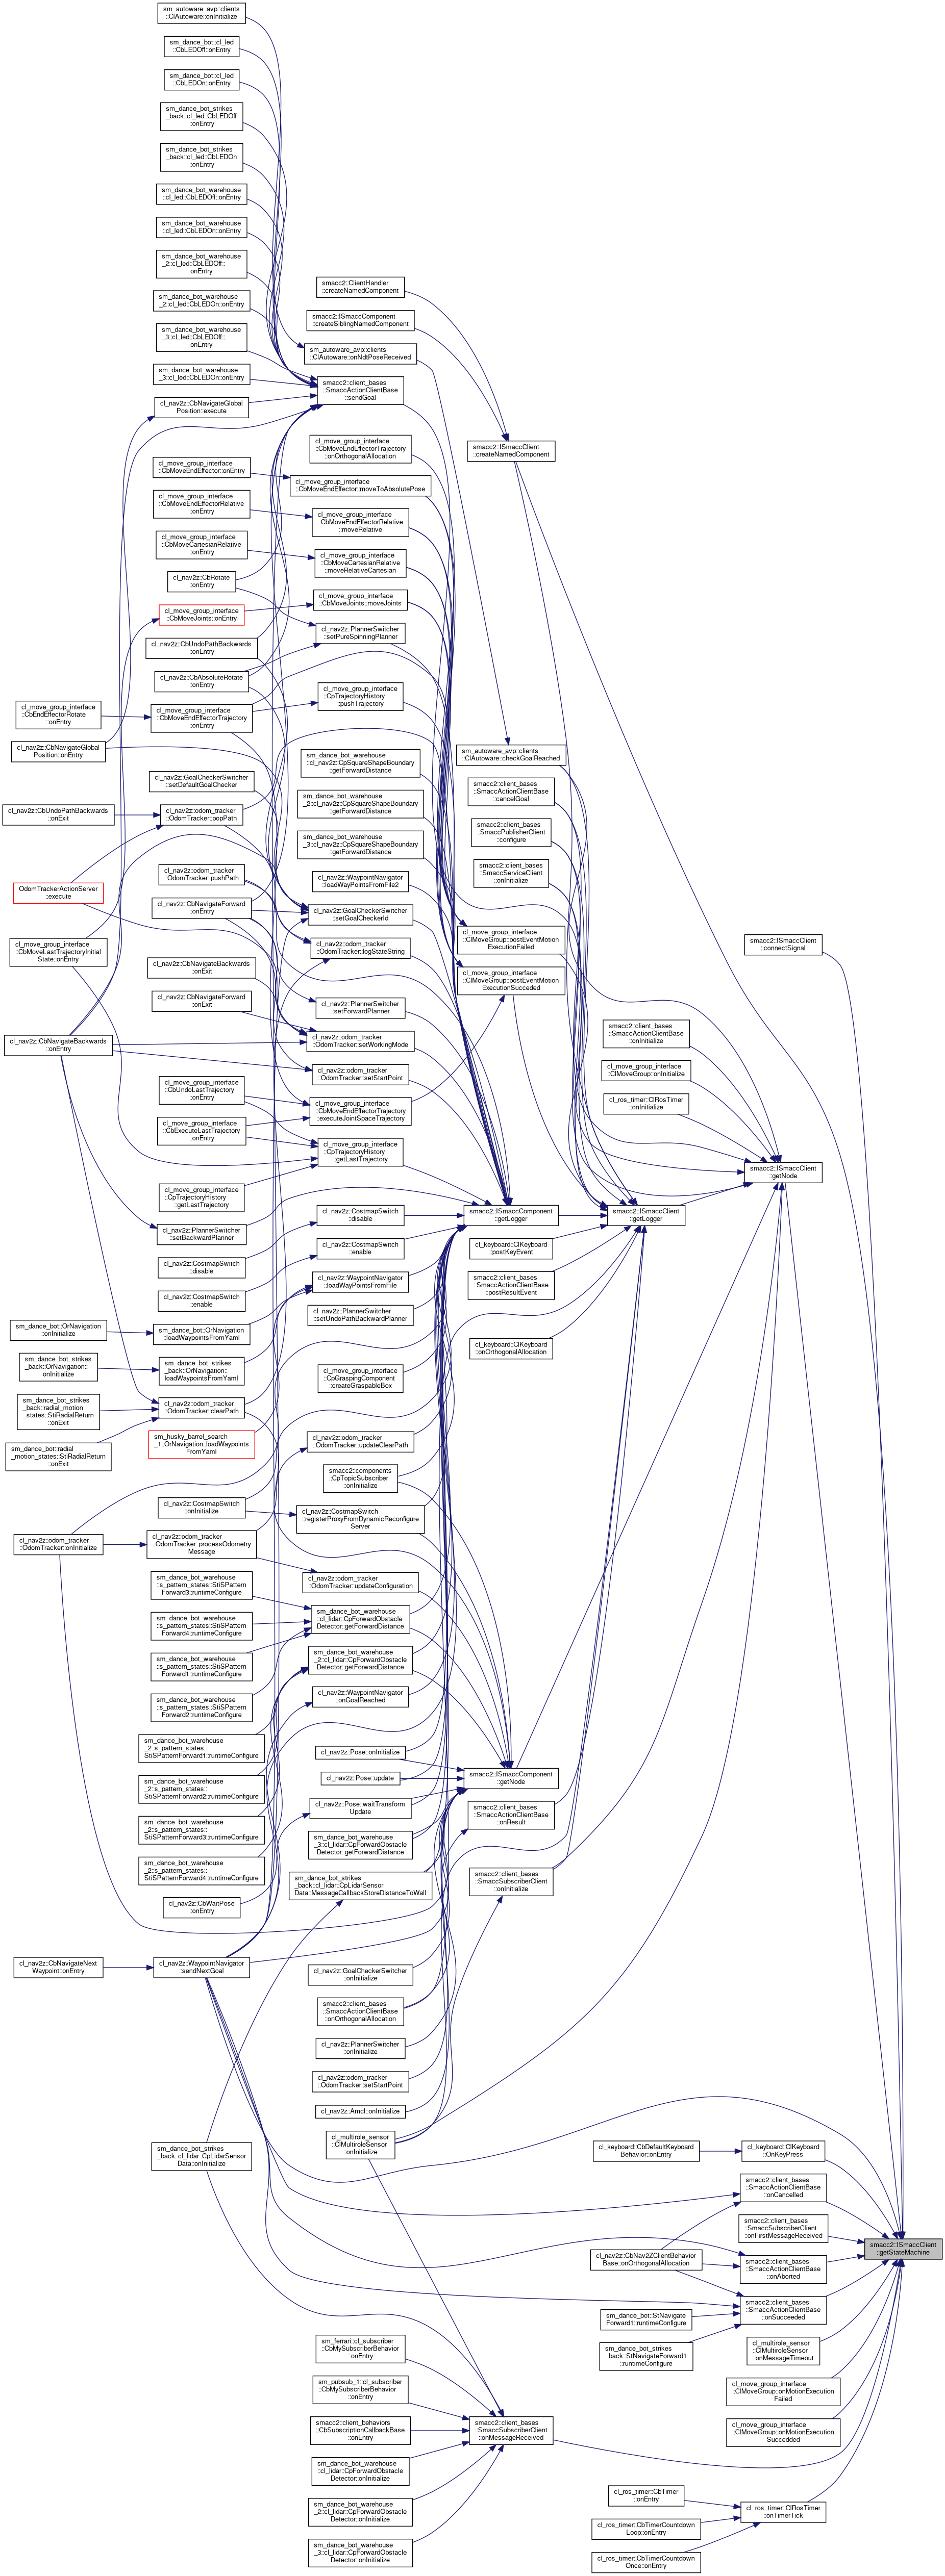 sm_autoware_avp::clients
::ClAutoware::onInitialize
sm_dance_bot::cl_led
::CbLEDOff::onEntry
sm_dance_bot::cl_led
::CbLEDOn::onEntry
sm_dance_bot_strikes
_back::cl_led::CbLEDOff
::onEntry
sm_dance_bot_strikes
_back::cl_led::CbLEDOn
::onEntry
sm_dance_bot_warehouse
::cl_led::CbLEDOff::onEntry
sm_dance_bot_warehouse
::cl_led::CbLEDOn::onEntry
sm_dance_bot_warehouse
_2::cl_led::CbLEDOff::
onEntry
sm_dance_bot_warehouse
_2::cl_led::CbLEDOn::onEntry
sm_dance_bot_warehouse
_3::cl_led::CbLEDOff::
onEntry
sm_dance_bot_warehouse
_3::cl_led::CbLEDOn::onEntry
cl_nav2z::CbNavigateGlobal
Position::execute
cl_move_group_interface
::CbMoveEndEffector::onEntry
cl_move_group_interface
::CbMoveEndEffectorRelative
::onEntry
cl_move_group_interface
::CbMoveCartesianRelative
::onEntry
cl_nav2z::CbRotate
::onEntry
cl_move_group_interface
::CbMoveJoints::onEntry
cl_nav2z::CbUndoPathBackwards
::onEntry
cl_nav2z::CbAbsoluteRotate
::onEntry
cl_move_group_interface
::CbMoveEndEffectorTrajectory
::onEntry
cl_move_group_interface
::CbEndEffectorRotate
::onEntry
cl_nav2z::CbNavigateGlobal
Position::onEntry
cl_nav2z::GoalCheckerSwitcher
::setDefaultGoalChecker
cl_nav2z::CbUndoPathBackwards
::onExit
cl_nav2z::odom_tracker
::OdomTracker::popPath
OdomTrackerActionServer
::execute
cl_nav2z::odom_tracker
::OdomTracker::pushPath
cl_nav2z::CbNavigateForward
::onEntry
cl_move_group_interface
::CbMoveLastTrajectoryInitial
State::onEntry
cl_nav2z::CbNavigateBackwards
::onExit
cl_nav2z::CbNavigateForward
::onExit
cl_nav2z::CbNavigateBackwards
::onEntry
cl_move_group_interface
::CbUndoLastTrajectory
::onEntry
cl_move_group_interface
::CbExecuteLastTrajectory
::onEntry
cl_move_group_interface
::CpTrajectoryHistory
::getLastTrajectory
cl_nav2z::PlannerSwitcher
::setBackwardPlanner
cl_nav2z::CostmapSwitch
::disable
cl_nav2z::CostmapSwitch
::enable
sm_dance_bot::OrNavigation
::onInitialize
sm_dance_bot::OrNavigation
::loadWaypointsFromYaml
sm_dance_bot_strikes
_back::OrNavigation::
onInitialize
sm_dance_bot_strikes
_back::OrNavigation::
loadWaypointsFromYaml
sm_dance_bot_strikes
_back::radial_motion
_states::StiRadialReturn
::onExit
cl_nav2z::odom_tracker
::OdomTracker::clearPath
sm_dance_bot::radial
_motion_states::StiRadialReturn
::onExit
sm_husky_barrel_search
_1::OrNavigation::loadWaypoints
FromYaml
cl_nav2z::CostmapSwitch
::onInitialize
cl_nav2z::odom_tracker
::OdomTracker::onInitialize
cl_nav2z::odom_tracker
::OdomTracker::processOdometry
Message
sm_dance_bot_warehouse
::s_pattern_states::StiSPattern
Forward3::runtimeConfigure
sm_dance_bot_warehouse
::s_pattern_states::StiSPattern
Forward4::runtimeConfigure
sm_dance_bot_warehouse
::s_pattern_states::StiSPattern
Forward1::runtimeConfigure
sm_dance_bot_warehouse
::s_pattern_states::StiSPattern
Forward2::runtimeConfigure
sm_dance_bot_warehouse
_2::s_pattern_states::
StiSPatternForward1::runtimeConfigure
sm_dance_bot_warehouse
_2::s_pattern_states::
StiSPatternForward2::runtimeConfigure
sm_dance_bot_warehouse
_2::s_pattern_states::
StiSPatternForward3::runtimeConfigure
sm_dance_bot_warehouse
_2::s_pattern_states::
StiSPatternForward4::runtimeConfigure
cl_nav2z::CbWaitPose
::onEntry
cl_nav2z::CbNavigateNext
Waypoint::onEntry
cl_nav2z::WaypointNavigator
::sendNextGoal
sm_dance_bot_strikes
_back::cl_lidar::CpLidarSensor
Data::onInitialize
smacc2::ClientHandler
::createNamedComponent
smacc2::ISmaccComponent
::createSiblingNamedComponent
sm_autoware_avp::clients
::ClAutoware::onNdtPoseReceived
smacc2::client_bases
::SmaccActionClientBase
::sendGoal
cl_move_group_interface
::CbMoveEndEffectorTrajectory
::onOrthogonalAllocation
cl_move_group_interface
::CbMoveEndEffector::moveToAbsolutePose
cl_move_group_interface
::CbMoveEndEffectorRelative
::moveRelative
cl_move_group_interface
::CbMoveCartesianRelative
::moveRelativeCartesian
cl_move_group_interface
::CbMoveJoints::moveJoints
cl_nav2z::PlannerSwitcher
::setPureSpinningPlanner
cl_move_group_interface
::CpTrajectoryHistory
::pushTrajectory
sm_dance_bot_warehouse
::cl_nav2z::CpSquareShapeBoundary
::getForwardDistance
sm_dance_bot_warehouse
_2::cl_nav2z::CpSquareShapeBoundary
::getForwardDistance
sm_dance_bot_warehouse
_3::cl_nav2z::CpSquareShapeBoundary
::getForwardDistance
cl_nav2z::WaypointNavigator
::loadWayPointsFromFile2
cl_nav2z::GoalCheckerSwitcher
::setGoalCheckerId
cl_nav2z::odom_tracker
::OdomTracker::logStateString
cl_nav2z::PlannerSwitcher
::setForwardPlanner
cl_nav2z::odom_tracker
::OdomTracker::setWorkingMode
cl_nav2z::odom_tracker
::OdomTracker::setStartPoint
cl_move_group_interface
::CbMoveEndEffectorTrajectory
::executeJointSpaceTrajectory
cl_move_group_interface
::CpTrajectoryHistory
::getLastTrajectory
cl_nav2z::CostmapSwitch
::disable
cl_nav2z::CostmapSwitch
::enable
cl_nav2z::WaypointNavigator
::loadWayPointsFromFile
cl_nav2z::PlannerSwitcher
::setUndoPathBackwardPlanner
cl_move_group_interface
::CpGraspingComponent
::createGraspableBox
cl_nav2z::odom_tracker
::OdomTracker::updateClearPath
smacc2::components
::CpTopicSubscriber
::onInitialize
cl_nav2z::CostmapSwitch
::registerProxyFromDynamicReconfigure
Server
cl_nav2z::odom_tracker
::OdomTracker::updateConfiguration
sm_dance_bot_warehouse
::cl_lidar::CpForwardObstacle
Detector::getForwardDistance
sm_dance_bot_warehouse
_2::cl_lidar::CpForwardObstacle
Detector::getForwardDistance
cl_nav2z::WaypointNavigator
::onGoalReached
cl_nav2z::Pose::onInitialize
cl_nav2z::Pose::update
cl_nav2z::Pose::waitTransform
Update
sm_dance_bot_warehouse
_3::cl_lidar::CpForwardObstacle
Detector::getForwardDistance
sm_dance_bot_strikes
_back::cl_lidar::CpLidarSensor
Data::MessageCallbackStoreDistanceToWall
cl_nav2z::GoalCheckerSwitcher
::onInitialize
smacc2::client_bases
::SmaccActionClientBase
::onOrthogonalAllocation
cl_nav2z::PlannerSwitcher
::onInitialize
cl_nav2z::odom_tracker
::OdomTracker::setStartPoint
cl_nav2z::Amcl::onInitialize
cl_multirole_sensor
::ClMultiroleSensor
::onInitialize
sm_ferrari::cl_subscriber
::CbMySubscriberBehavior
::onEntry
sm_pubsub_1::cl_subscriber
::CbMySubscriberBehavior
::onEntry
smacc2::client_behaviors
::CbSubscriptionCallbackBase
::onEntry
sm_dance_bot_warehouse
::cl_lidar::CpForwardObstacle
Detector::onInitialize
sm_dance_bot_warehouse
_2::cl_lidar::CpForwardObstacle
Detector::onInitialize
sm_dance_bot_warehouse
_3::cl_lidar::CpForwardObstacle
Detector::onInitialize
smacc2::ISmaccClient
::createNamedComponent
sm_autoware_avp::clients
::ClAutoware::checkGoalReached
smacc2::client_bases
::SmaccActionClientBase
::cancelGoal
smacc2::client_bases
::SmaccPublisherClient
::configure
smacc2::client_bases
::SmaccServiceClient
::onInitialize
cl_move_group_interface
::ClMoveGroup::postEventMotion
ExecutionFailed
cl_move_group_interface
::ClMoveGroup::postEventMotion
ExecutionSucceded
smacc2::ISmaccComponent
::getLogger
cl_keyboard::ClKeyboard
::postKeyEvent
smacc2::client_bases
::SmaccActionClientBase
::postResultEvent
cl_keyboard::ClKeyboard
::onOrthogonalAllocation
smacc2::ISmaccComponent
::getNode
smacc2::client_bases
::SmaccActionClientBase
::onResult
smacc2::client_bases
::SmaccSubscriberClient
::onInitialize
smacc2::client_bases
::SmaccSubscriberClient
::onMessageReceived
smacc2::client_bases
::SmaccActionClientBase
::onInitialize
cl_move_group_interface
::ClMoveGroup::onInitialize
cl_ros_timer::ClRosTimer
::onInitialize
smacc2::ISmaccClient
::getLogger
cl_keyboard::CbDefaultKeyboard
Behavior::onEntry
cl_nav2z::CbNav2ZClientBehavior
Base::onOrthogonalAllocation
sm_dance_bot::StNavigate
Forward1::runtimeConfigure
sm_dance_bot_strikes
_back::StNavigateForward1
::runtimeConfigure
cl_ros_timer::CbTimer
::onEntry
cl_ros_timer::CbTimerCountdown
Loop::onEntry
cl_ros_timer::CbTimerCountdown
Once::onEntry
smacc2::ISmaccClient
::connectSignal
smacc2::ISmaccClient
::getNode
cl_keyboard::ClKeyboard
::OnKeyPress
smacc2::client_bases
::SmaccActionClientBase
::onCancelled
smacc2::client_bases
::SmaccSubscriberClient
::onFirstMessageReceived
smacc2::client_bases
::SmaccActionClientBase
::onAborted
smacc2::client_bases
::SmaccActionClientBase
::onSucceeded
cl_multirole_sensor
::ClMultiroleSensor
::onMessageTimeout
cl_move_group_interface
::ClMoveGroup::onMotionExecution
Failed
cl_move_group_interface
::ClMoveGroup::onMotionExecution
Succedded
cl_ros_timer::ClRosTimer
::onTimerTick
smacc2::ISmaccClient
::getStateMachine